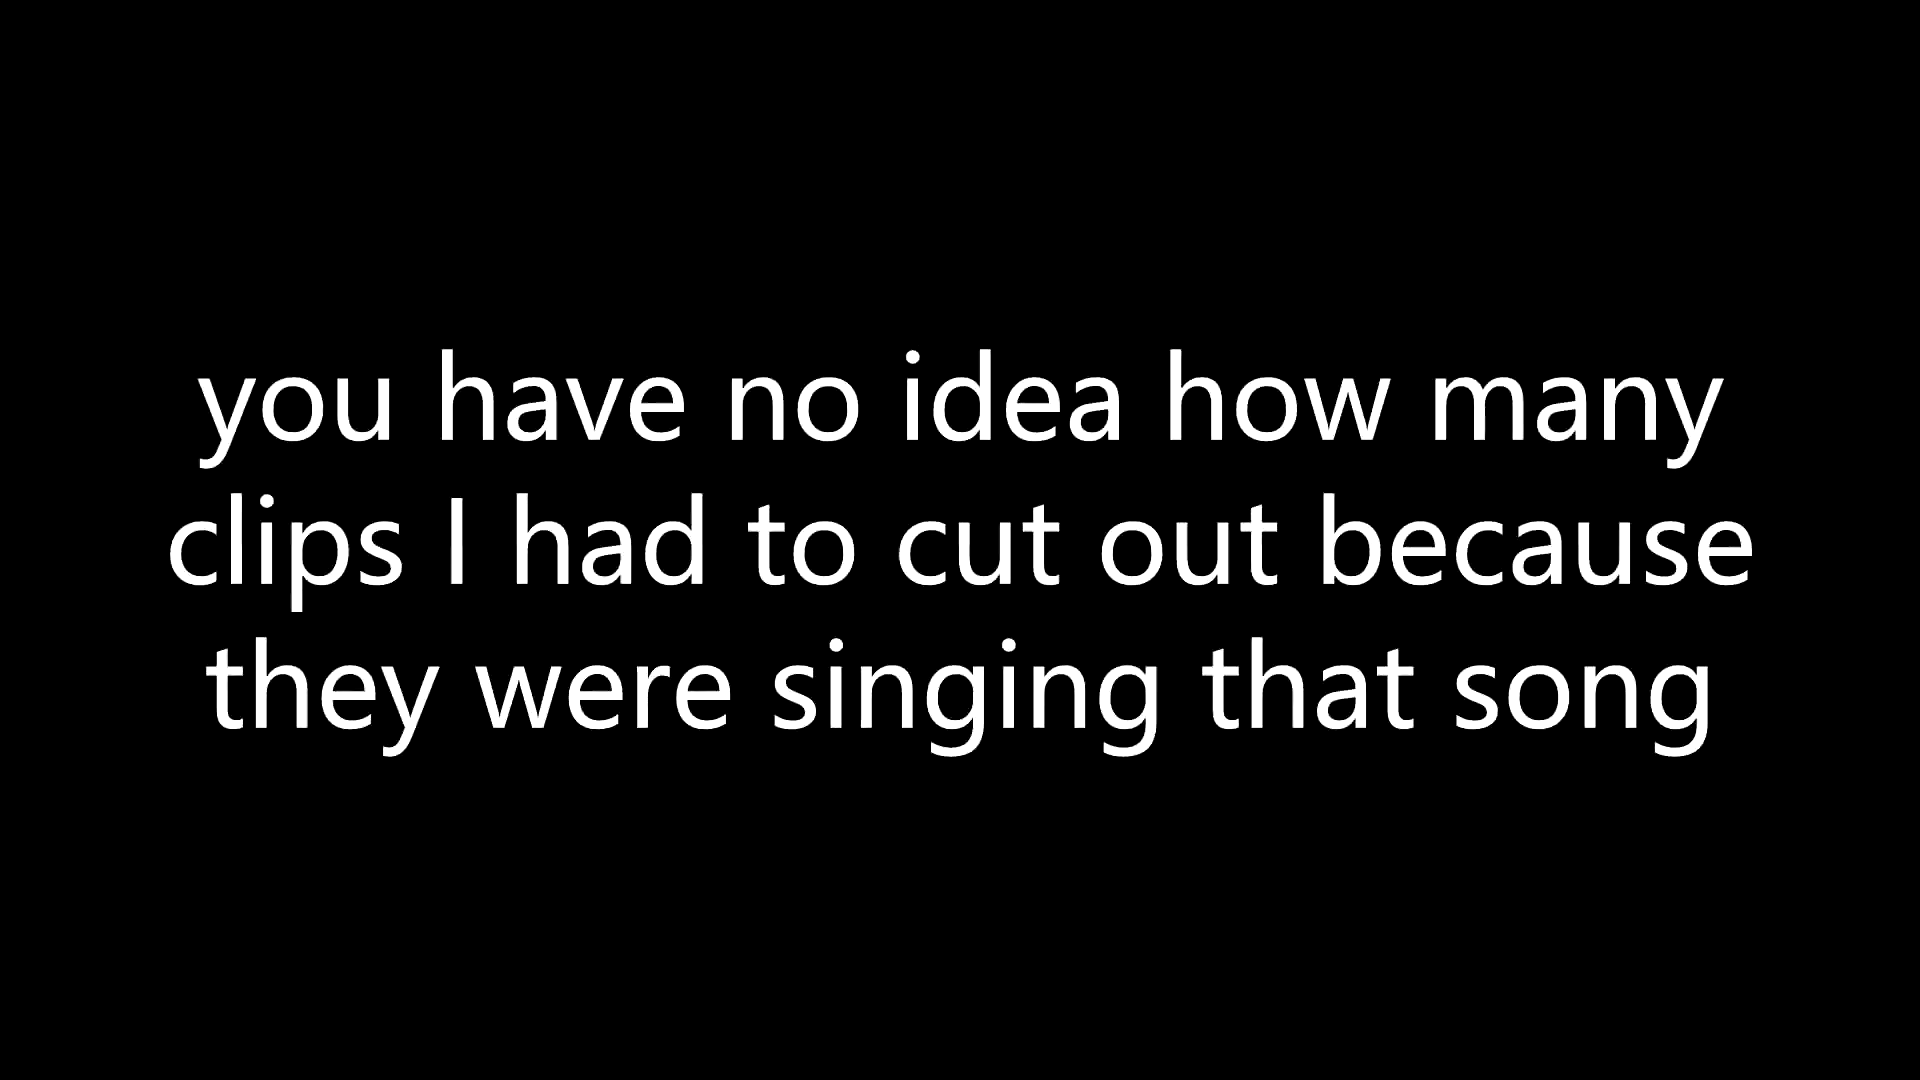 you have no idea how many
clips I had to cut out because
they were singing that song